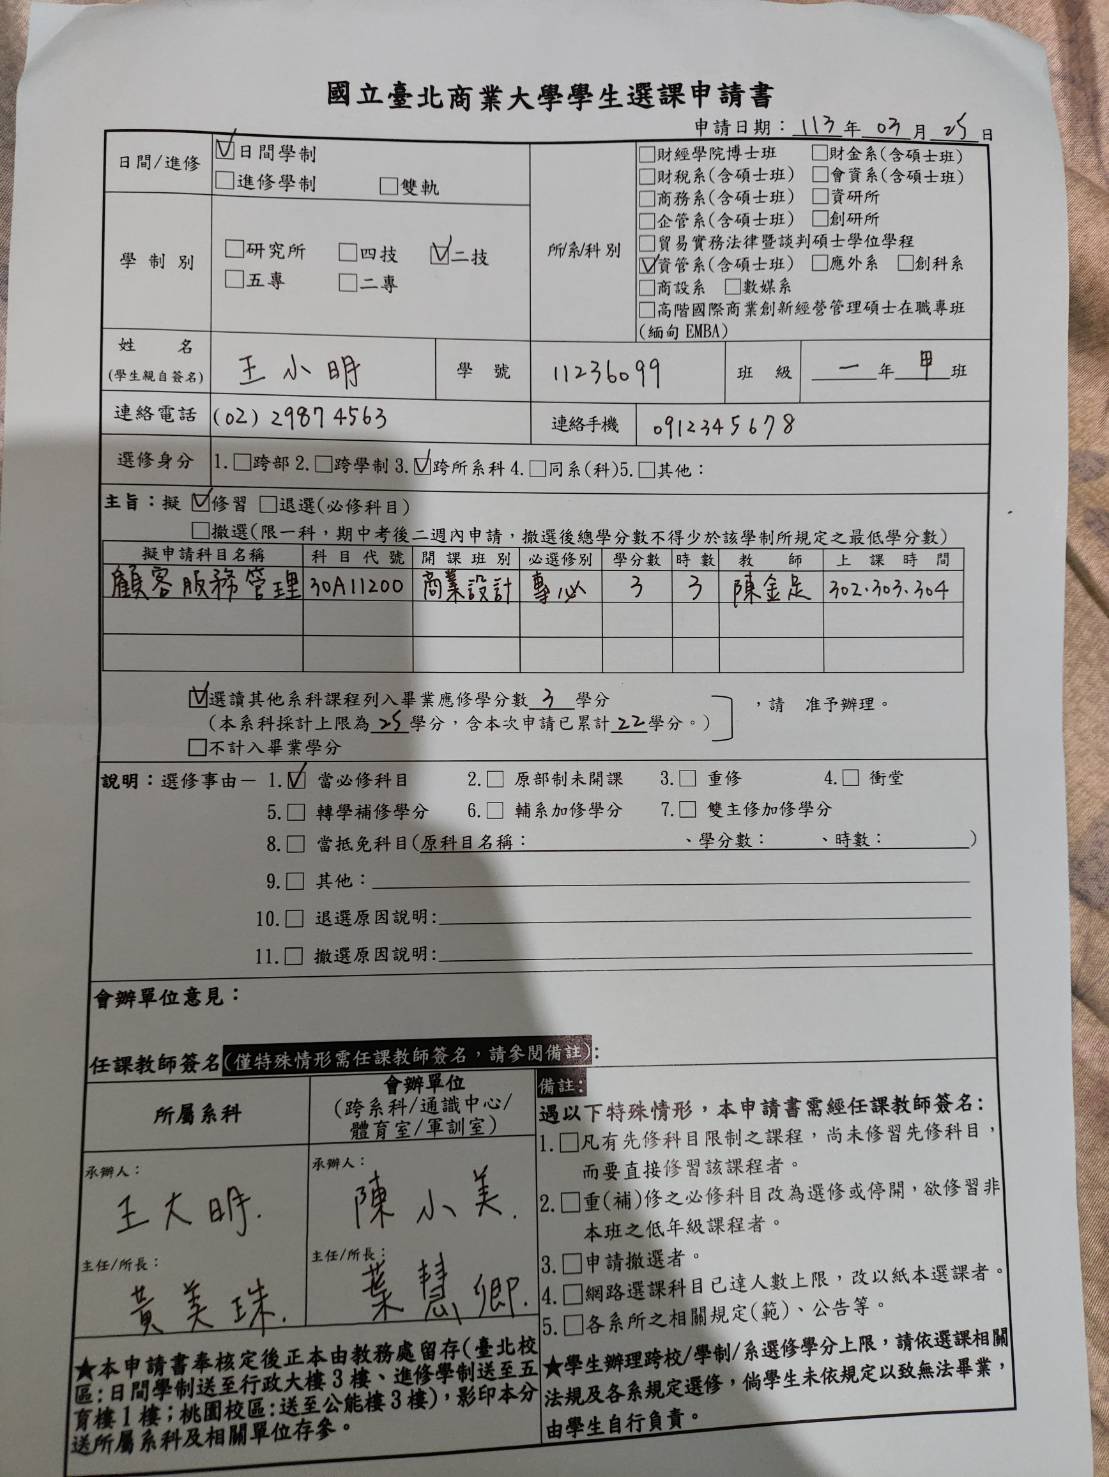 國立臺北商業大學學生選課申請書
申請日期：113年03月25日
日間/進修
☑日間學制
□進修學制 □雙軌
學制別
□研究所 □四技 ☑二技
□五專 □二專
所/系/科別
□財經學院博士班 □財金系(含碩士班)
□財稅系(含碩士班) □會資系(含碩士班)
□商務系(含碩士班) □資研所
□企管系(含碩士班) □創研所
□貿易實務法律暨談判碩士學位學程
☑資管系(含碩士班) □應外系 □創科系
□商設系 □數媒系
□高階國際商業創新經營管理碩士在職專班
(緬甸 EMBA)
姓 名
(學生親自簽名)
王小明
學 號 11236099
班 級 一年甲班
連絡電話 (02) 29874563
連絡手機 0912345678
選修身分 1.□跨部 2.□跨學制 3.☑跨所系科 4.□同系(科)5.□其他：
主旨：擬 ☑修習 □退選(必修科目)
□撤選(限一科，期中考後二週內申請，撤選後總學分數不得少於該學制所規定之最低學分數)
擬申請科目名稱 科目代號 開課班別 必選修別 學分數 時數 教師 上課時間
顧客服務管理 30A11200 商業設計 專必 3 3 陳金足 302.303.304
☑選讀其他系科課程列入畢業應修學分數 3 學分
(本系科採計上限為25學分，含本次申請已累計22學分。)
，請 准予辦理。
□不計入畢業學分
說明：選修事由－ 1.☑ 當必修科目 2.□ 原部制未開課 3.□ 重修 4.□ 衝堂
5.□ 轉學補修學分 6.□ 輔系加修學分 7.□ 雙主修加修學分
8.□ 當抵免科目(原科目名稱： 、學分數： 、時數： )
9.□ 其他：
10.□ 退選原因說明:
11.□ 撤選原因說明:
會辦單位意見：
任課教師簽名(僅特殊情形需任課教師簽名，請參閱備註):
所屬系科
會辦單位
(跨系科/通識中心/
體育室/軍訓室)
承辦人：
王大明.
承辦人：
陳小美.
主任/所長：
黃美珠.
主任/所長：
葉慧卿.
備註:
遇以下特殊情形，本申請書需經任課教師簽名：
1.□凡有先修科目限制之課程，尚未修習先修科目，
而要直接修習該課程者。
2.□重(補)修之必修科目改為選修或停開，欲修習非
本班之低年級課程者。
3.□申請撤選者。
4.□網路選課科目已達人數上限，改以紙本選課者。
5.□各系所之相關規定(範)、公告等。
★本申請書奉核定後正本由教務處留存(臺北校
區:日間學制送至行政大樓3樓、進修學制送至五
育樓1樓；桃園校區:送至公能樓3樓)，影印本分
送所屬系科及相關單位存參。
★學生辦理跨校/學制/系選修學分上限，請依選課相關
法規及各系規定選修，倘學生未依規定以致無法畢業，
由學生自行負責。